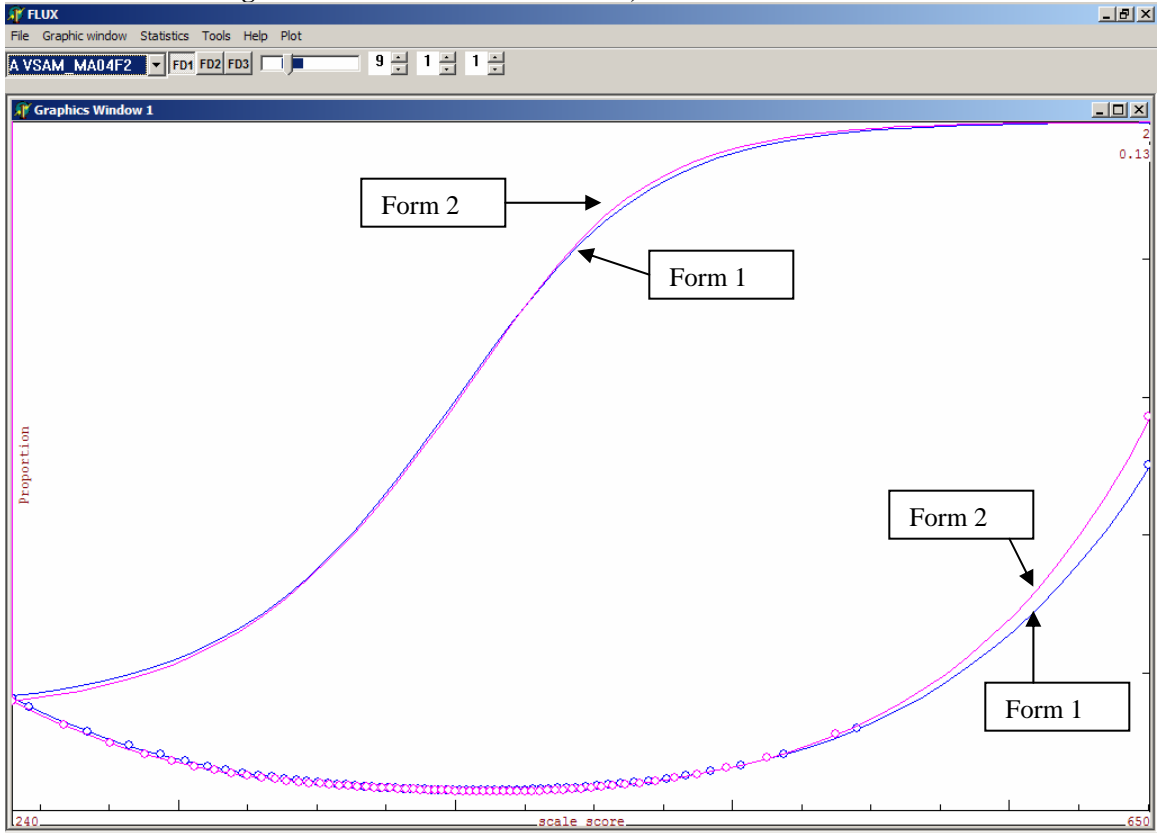 FLUX
File Graphic window Statistics Tools Help Plot
A VSAM_MA04F2 FD1 FD2 FD3 9 1 1
Graphics Window 1
2
0.13
Form 2
Form 1
Proportion
Form 2
Form 1
240 scale score 650